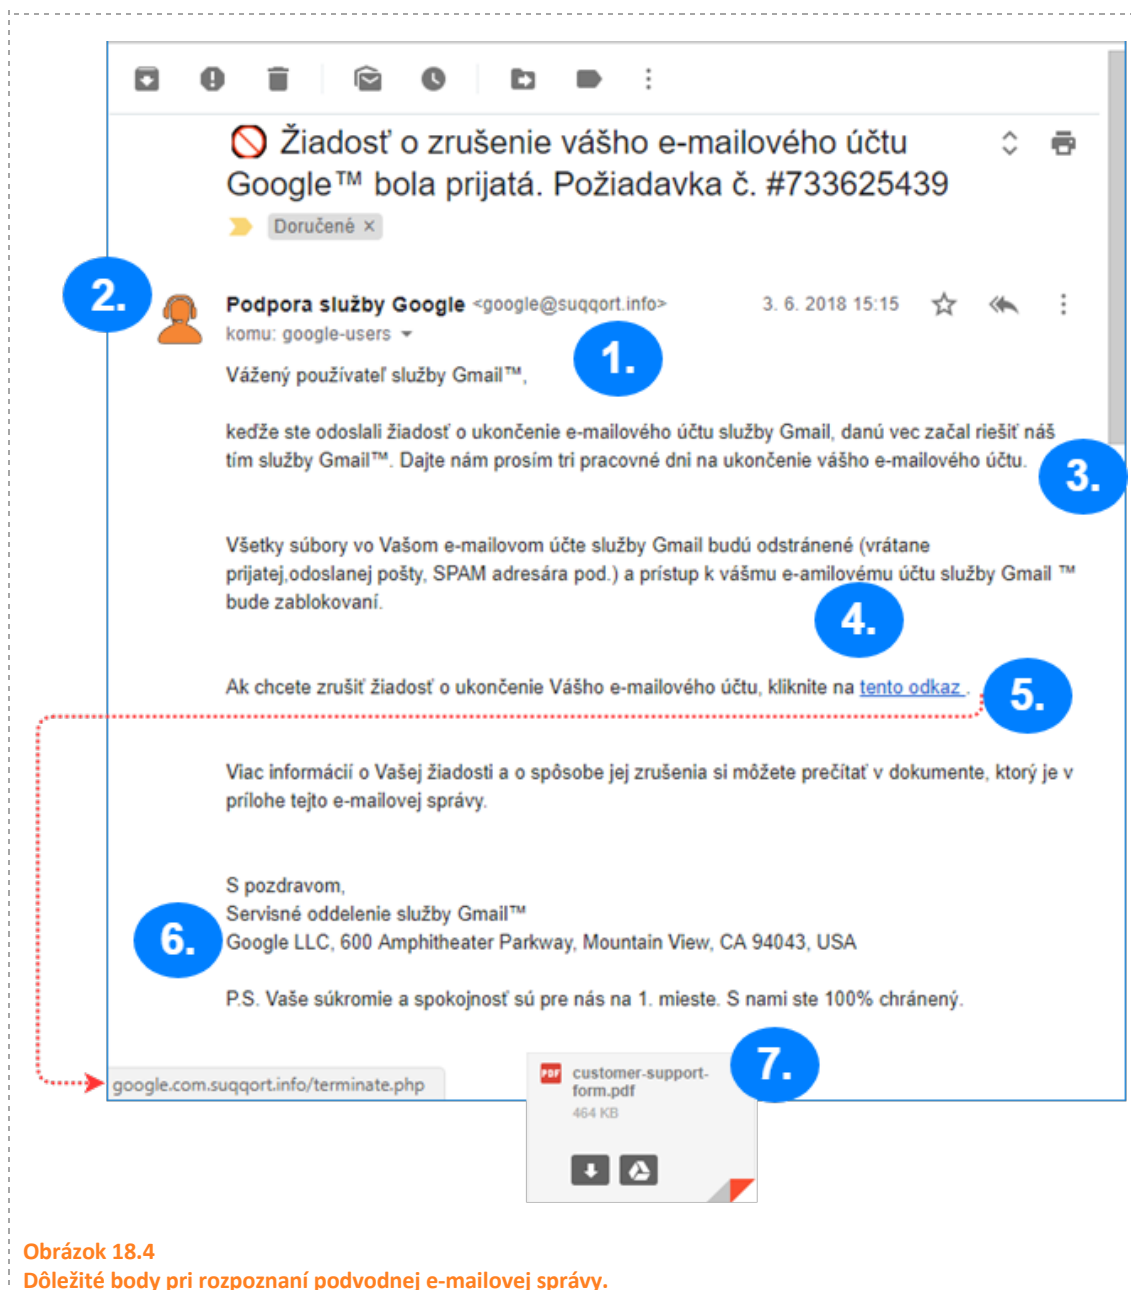 Žiadosť o zrušenie vášho e-mailového účtu
Google™ bola prijatá. Požiadavka č. #733625439
Doručené ×
2.
Podpora služby Google <google@suqqort.info>
3. 6. 2018 15:15
komu: google-users
1.
Vážený používateľ služby Gmail™,
keďže ste odoslali žiadosť o ukončenie e-mailového účtu služby Gmail, danú vec začal riešiť náš
tím služby Gmail™. Dajte nám prosím tri pracovné dni na ukončenie vášho e-mailového účtu.
3.
Všetky súbory vo Vašom e-mailovom účte služby Gmail budú odstránené (vrátane
prijatej,odoslanej pošty, SPAM adresára pod.) a prístup k vášmu e-amilovému účtu služby Gmail ™
bude zablokovaní.
4.
Ak chcete zrušiť žiadosť o ukončenie Vášho e-mailového účtu, kliknite na tento odkaz .
5.
Viac informácií o Vašej žiadosti a o spôsobe jej zrušenia si môžete prečítať v dokumente, ktorý je v
prílohe tejto e-mailovej správy.
S pozdravom,
Servisné oddelenie služby Gmail™
6.
Google LLC, 600 Amphitheater Parkway, Mountain View, CA 94043, USA
P.S. Vaše súkromie a spokojnosť sú pre nás na 1. mieste. S nami ste 100% chránený.
7.
google.com.suqqort.info/terminate.php
PDF
customer-support-
form.pdf
464 KB
Obrázok 18.4
Dôležité body pri rozpoznaní podvodnej e-mailovej správy.